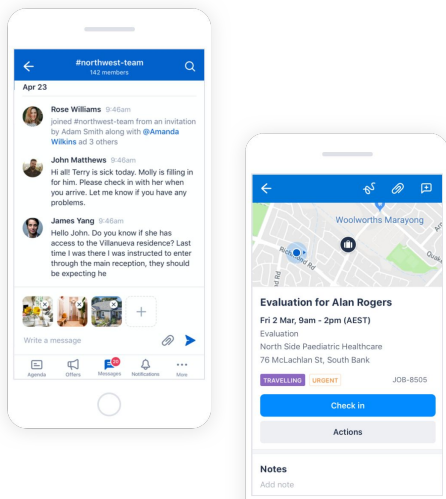 #northwest-team
142 members
Apr 23
Rose Williams 9:46am
joined #northwest-team from an invitation
by Adam Smith along with @Amanda
Wilkins ad 3 others
John Matthews 9:46am
Hi all! Terry is sick today. Molly is filling in
for him. Please check in with her when
you arrive. Let me know if you have any
problems.
James Yang 9:46am
Hello John. Do you know if she has
access to the Villanueva residence? Last
time I was there I was instructed to enter
through the main reception, they should
be expecting he
Write a message
20
Agenda Offers Messages Notifications More
Woolworths Marayong
Richmond Rd
Rd
Quak
Evaluation for Alan Rogers
Fri 2 Mar, 9am - 2pm (AEST)
Evaluation
North Side Paediatric Healthcare
76 McLachlan St, South Bank
TRAVELLING URGENT JOB-8505
Check in
Actions
Notes
Add note